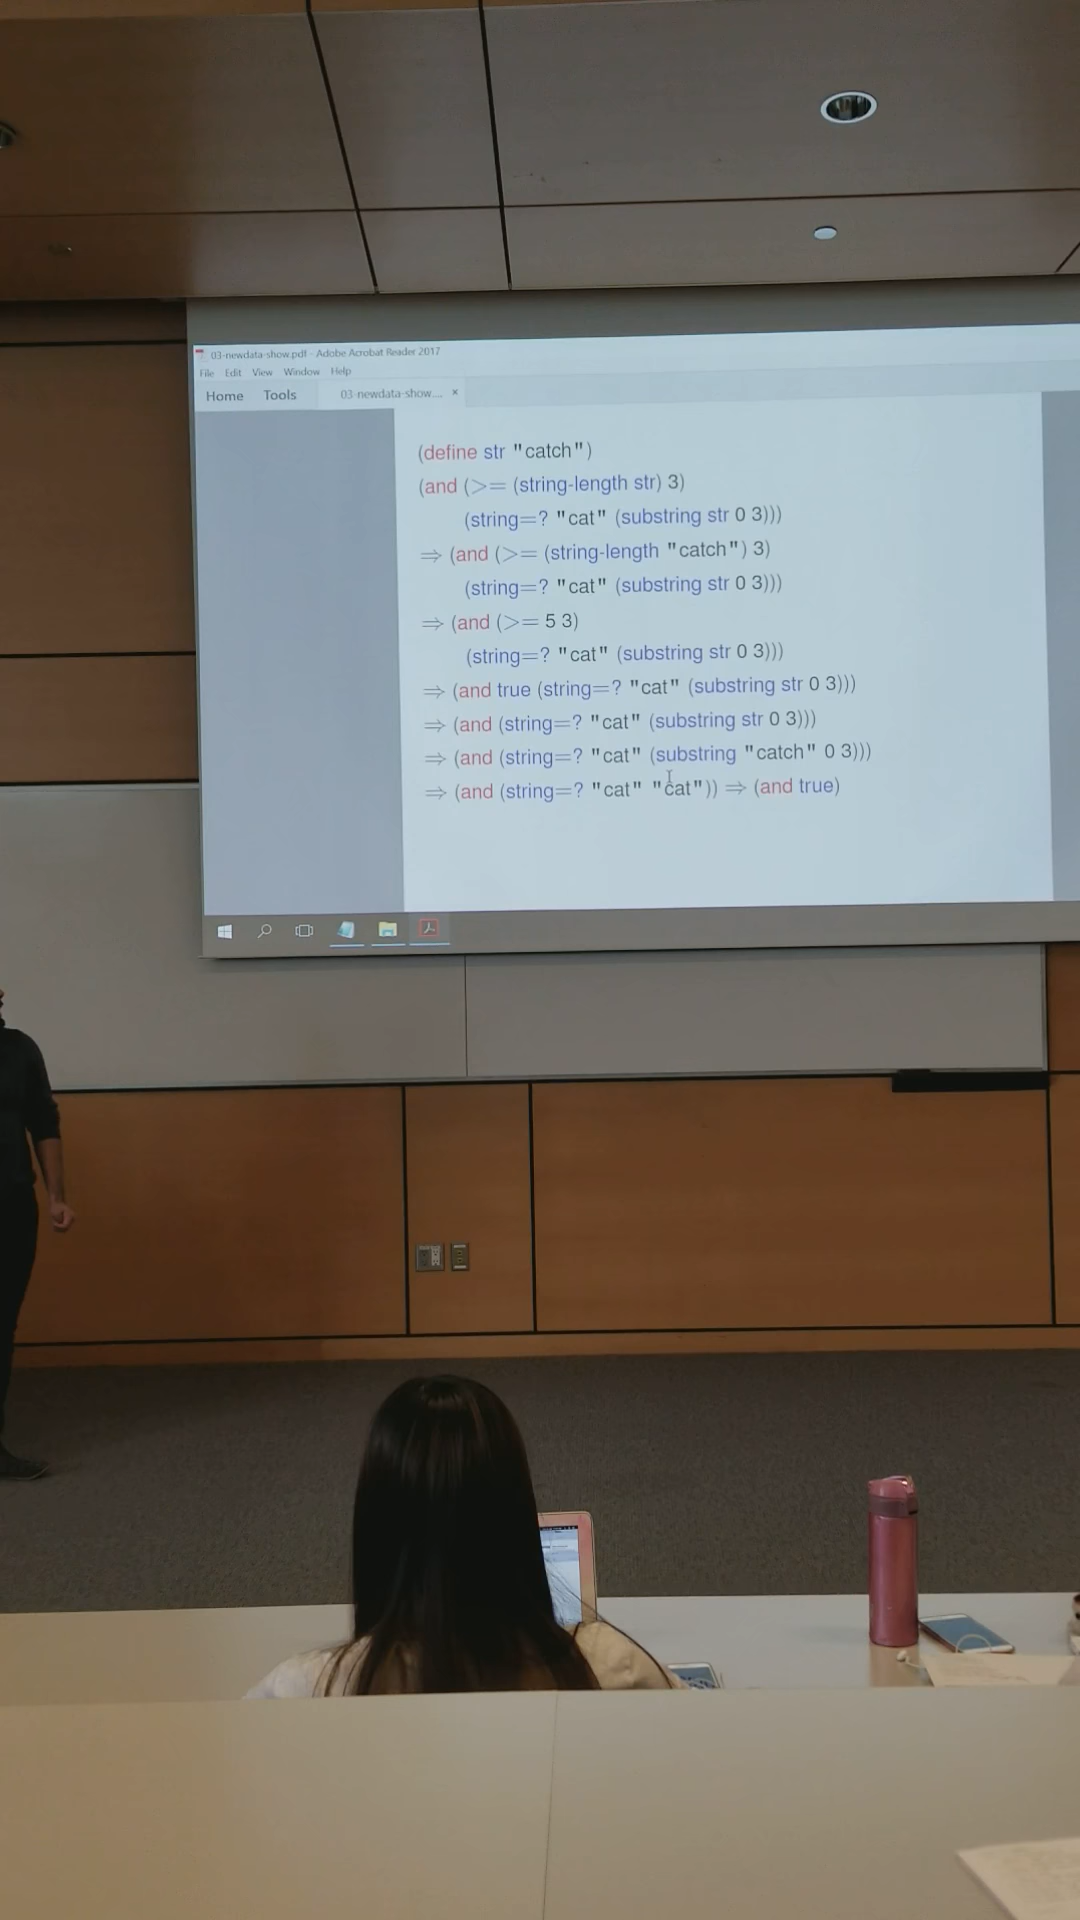 03-newdata-show.pdf - Adobe Acrobat Reader 2017
File Edit View Window Help
Home Tools 03-newdata-show.... ×
(define str "catch")
(and (>= (string-length str) 3)
(string=? "cat" (substring str 0 3)))
⇒ (and (>= (string-length "catch") 3)
(string=? "cat" (substring str 0 3)))
⇒ (and (>= 5 3)
(string=? "cat" (substring str 0 3)))
⇒ (and true (string=? "cat" (substring str 0 3)))
⇒ (and (string=? "cat" (substring str 0 3)))
⇒ (and (string=? "cat" (substring "catch" 0 3)))
⇒ (and (string=? "cat" "cat")) ⇒ (and true)